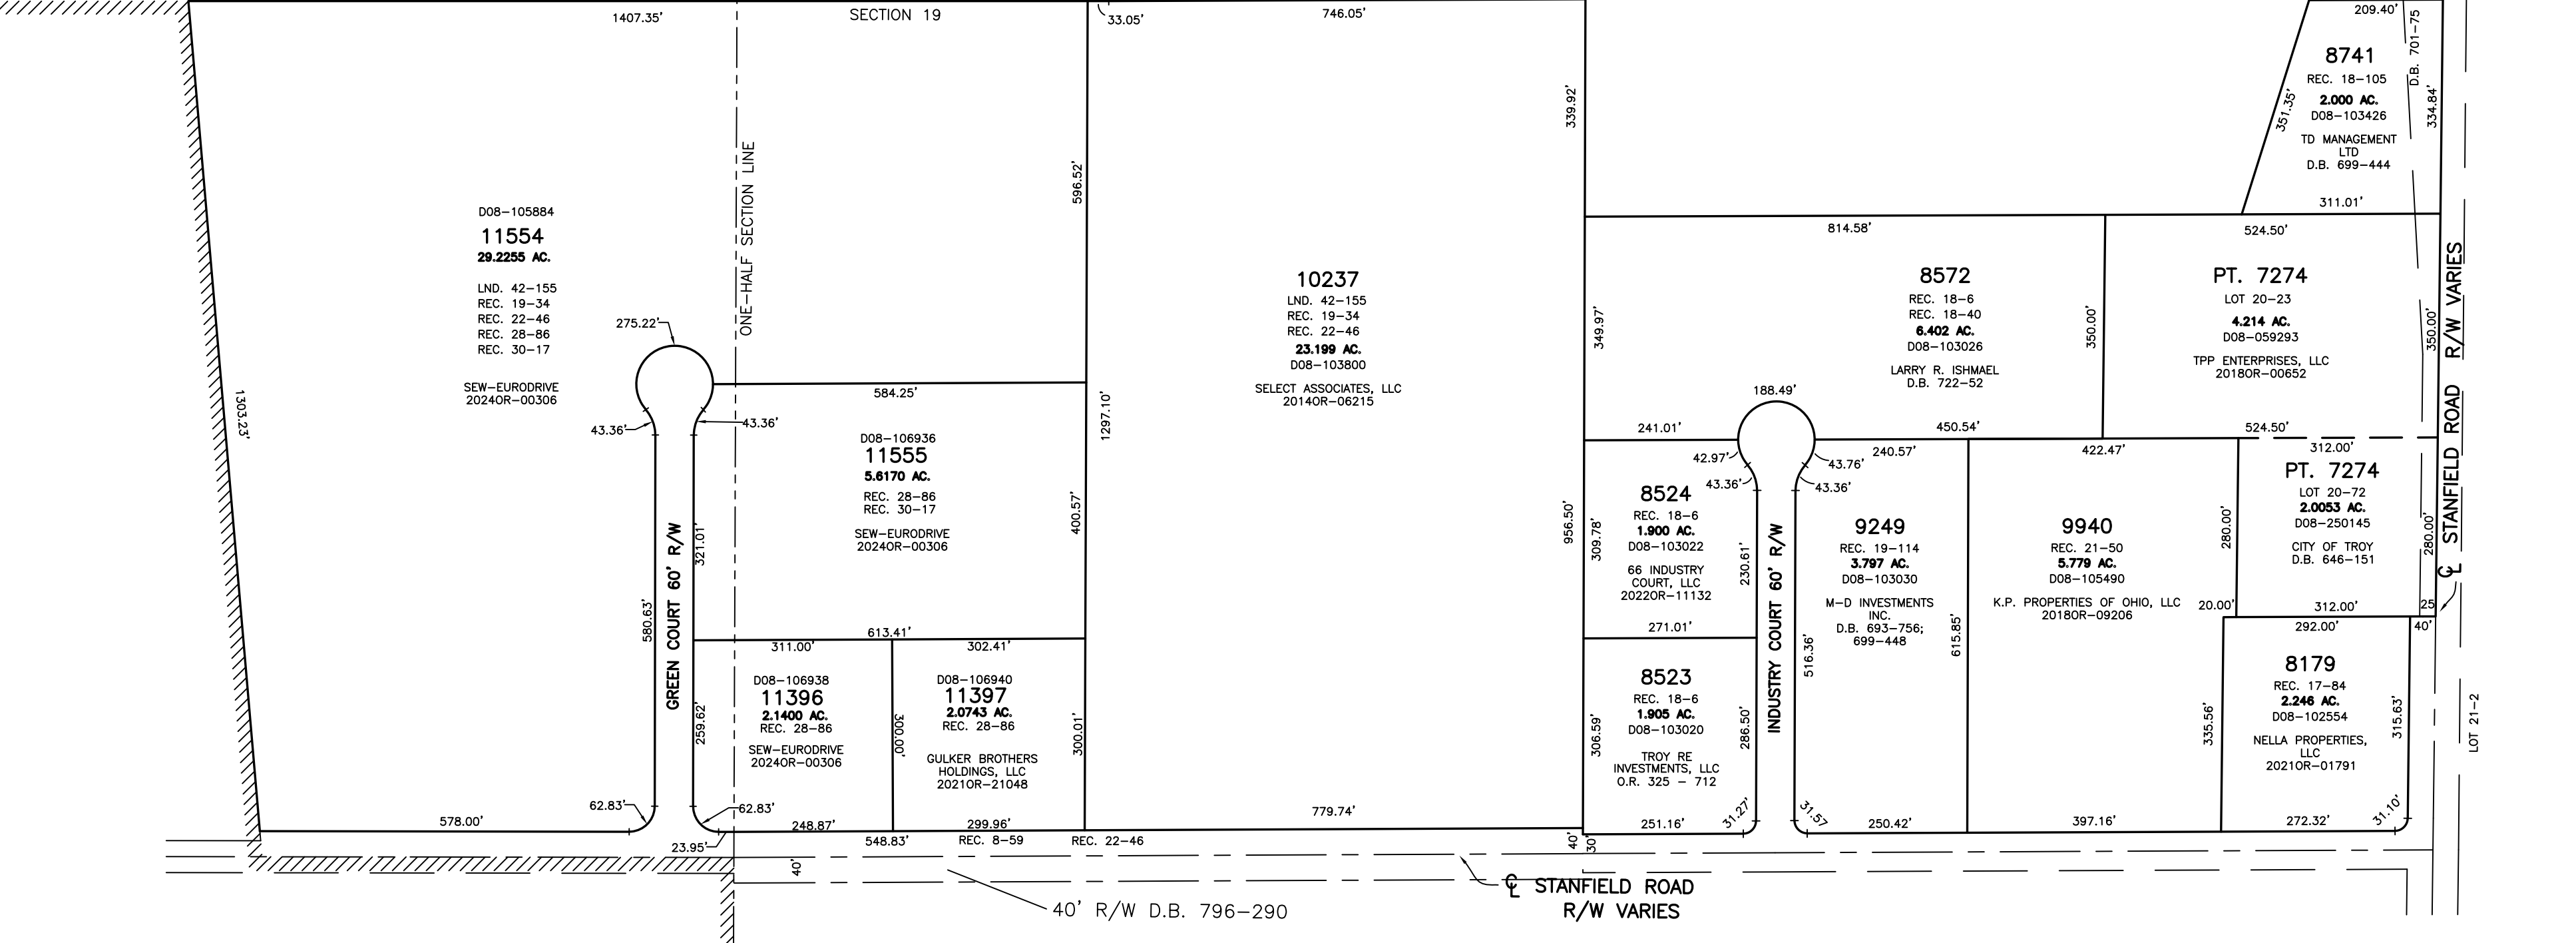 1407.35'
SECTION 19
33.05'
746.05'
209.40'
D.B. 701-75
ONE-HALF SECTION LINE
596.52'
339.92'
8741
REC. 18-105
2.000 AC.
D08-103426
TD MANAGEMENT
LTD
D.B. 699-444
351.35'
334.84'
311.01'
D08-105884
11554
29.2255 AC.
LND. 42-155
REC. 19-34
REC. 22-46
REC. 28-86
REC. 30-17
SEW-EURODRIVE
2024OR-00306
1303.23'
275.22'
43.36'
43.36'
584.25'
1297.10'
10237
LND. 42-155
REC. 19-34
REC. 22-46
23.199 AC.
D08-103800
SELECT ASSOCIATES, LLC
2014OR-06215
814.58'
524.50'
349.97'
8572
REC. 18-6
REC. 18-40
6.402 AC.
D08-103026
LARRY R. ISHMAEL
D.B. 722-52
350.00'
PT. 7274
LOT 20-23
4.214 AC.
D08-059293
TPP ENTERPRISES, LLC
2018OR-00652
350.00'
STANFIELD ROAD R/W VARIES
188.49'
241.01'
450.54'
524.50'
D08-106936
11555
5.6170 AC.
REC. 28-86
REC. 30-17
SEW-EURODRIVE
2024OR-00306
400.57'
956.50'
309.78'
42.97'
43.36'
43.76'
43.36'
240.57'
422.47'
312.00'
8524
REC. 18-6
1.900 AC.
D08-103022
66 INDUSTRY
COURT, LLC
2022OR-11132
230.61'
271.01'
INDUSTRY COURT 60' R/W
9249
REC. 19-114
3.797 AC.
D08-103030
M-D INVESTMENTS
INC.
D.B. 693-756;
699-448
516.36'
615.85'
9940
REC. 21-50
5.779 AC.
D08-105490
K.P. PROPERTIES OF OHIO, LLC
2018OR-09206
280.00'
PT. 7274
LOT 20-72
2.0053 AC.
D08-250145
CITY OF TROY
D.B. 646-151
280.00'
20.00'
312.00'
25
292.00'
40'
GREEN COURT 60' R/W
321.01'
580.63'
613.41'
311.00'
302.41'
259.62'
D08-106938
11396
2.1400 AC.
REC. 28-86
SEW-EURODRIVE
2024OR-00306
300.00'
D08-106940
11397
2.0743 AC.
REC. 28-86
GULKER BROTHERS
HOLDINGS, LLC
2021OR-21048
300.01'
306.59'
8523
REC. 18-6
1.905 AC.
D08-103020
TROY RE
INVESTMENTS, LLC
O.R. 325 - 712
286.50'
335.56'
8179
REC. 17-84
2.246 AC.
D08-102554
NELLA PROPERTIES,
LLC
2021OR-01791
315.63'
LOT 21-2
578.00'
62.83'
62.83'
23.95'
248.87'
299.96'
779.74'
251.16'
31.27'
31.57
250.42'
397.16'
272.32'
31.10'
548.83'
REC. 8-59
REC. 22-46
40'
40'
30'
40' R/W D.B. 796-290
℄ STANFIELD ROAD
R/W VARIES
℄